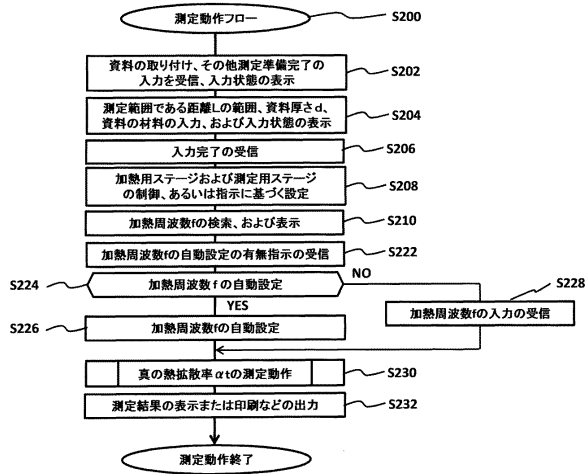 測定動作フロー
S200
資料の取り付け、その他測定準備完了の
入力を受信、入力状態の表示
S202
測定範囲である距離Lの範囲、資料厚さd、
資料の材料の入力、および入力状態の表示
S204
入力完了の受信
S206
加熱用ステージおよび測定用ステージ
の制御、あるいは指示に基づく設定
S208
加熱周波数fの検索、および表示
S210
加熱周波数fの自動設定の有無指示の受信
S222
S224
加熱周波数 f の自動設定
NO
S228
YES
加熱周波数fの入力の受信
S226
加熱周波数fの自動設定
真の熱拡散率αtの測定動作
S230
測定結果の表示または印刷などの出力
S232
測定動作終了